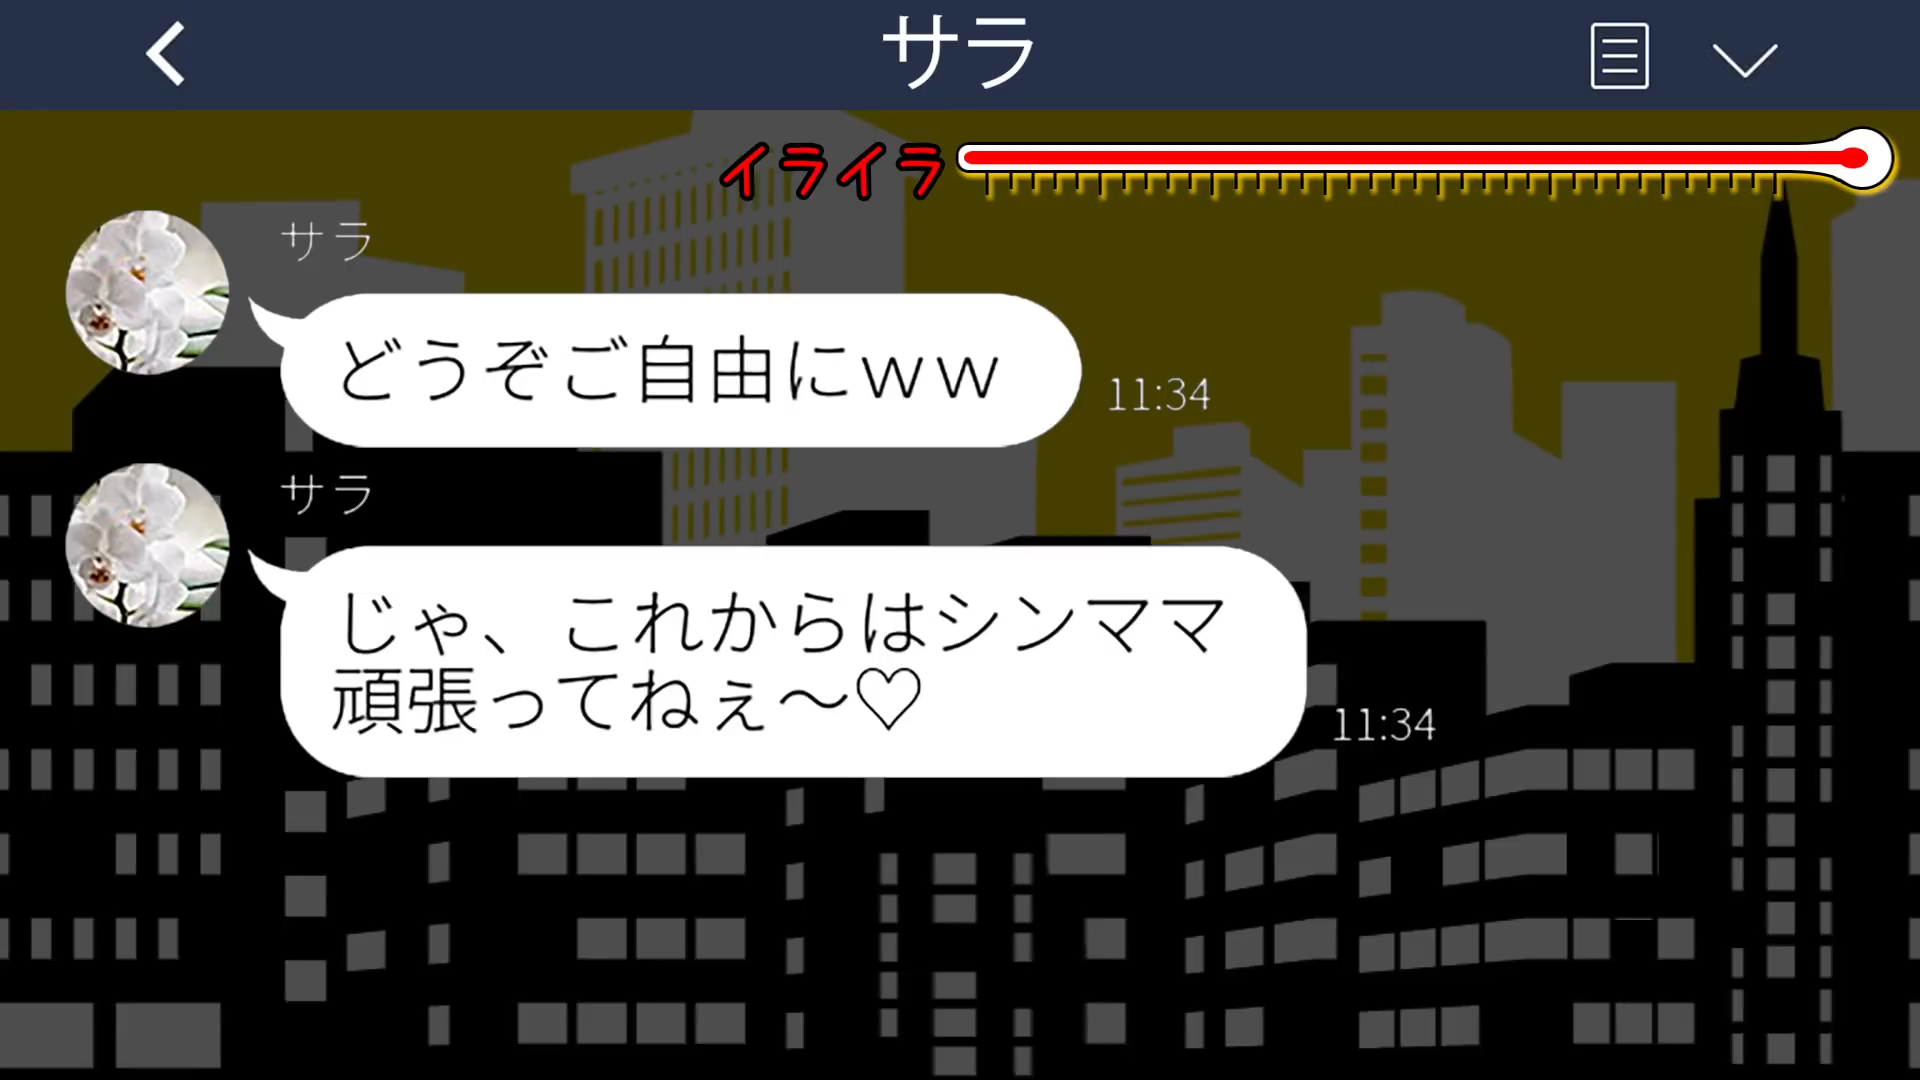 サラ
イライラ
サラ
どうぞご自由にｗｗ
11:34
サラ
じゃ、これからはシンママ
頑張ってねぇ～♡
11:34